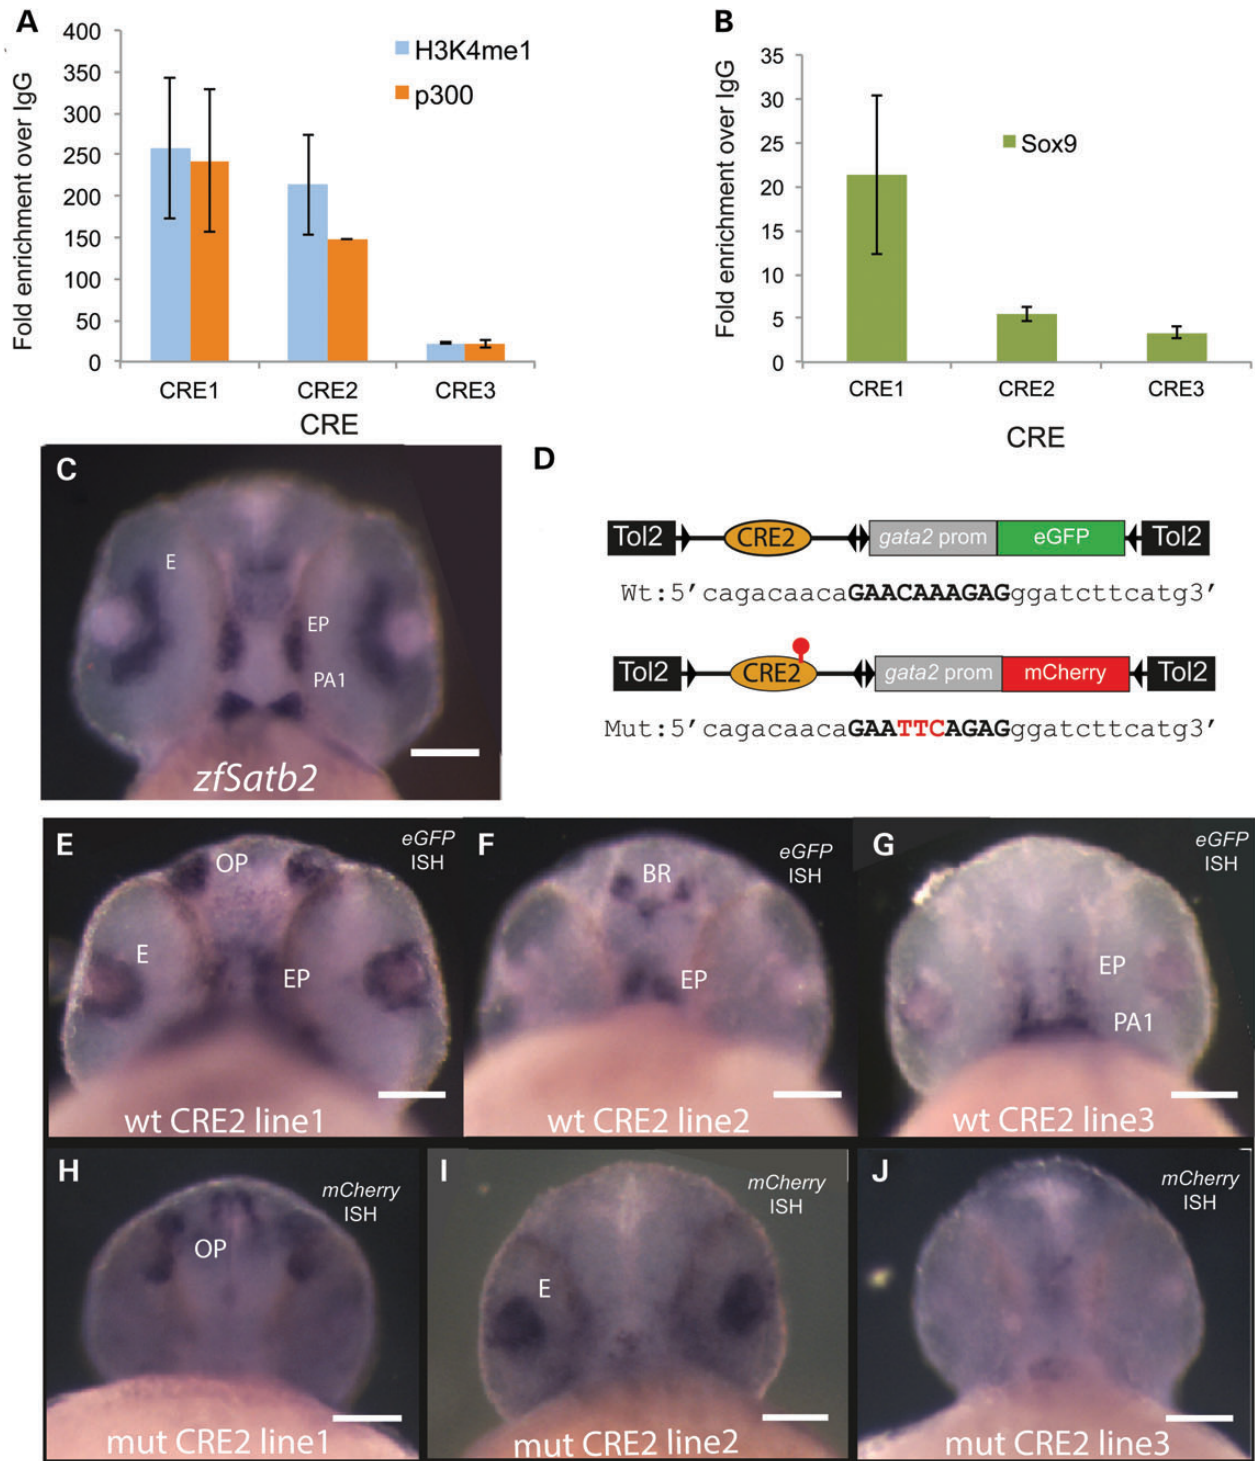 A
Fold enrichment over IgG
400
350
300
250
200
150
100
50
0
H3K4me1
p300
CRE1 CRE2 CRE3
CRE
B
Fold enrichment over IgG
35
30
25
20
15
10
5
0
Sox9
CRE1 CRE2 CRE3
CRE
C
E
EP
PA1
zfSatb2
D
Tol2 CRE2 gata2 prom eGFP Tol2
Wt:5′cagacaacaGAACAAAGAGggatcttcatg3′
Tol2 CRE2 gata2 prom mCherry Tol2
Mut:5′cagacaacaGAATTCAGAGggatcttcatg3′
E
eGFP
ISH
OP
E
EP
wt CRE2 line1
F
eGFP
ISH
BR
EP
wt CRE2 line2
G
eGFP
ISH
EP
PA1
wt CRE2 line3
H
mCherry
ISH
OP
mut CRE2 line1
I
mCherry
ISH
E
mut CRE2 line2
J
mCherry
ISH
mut CRE2 line3